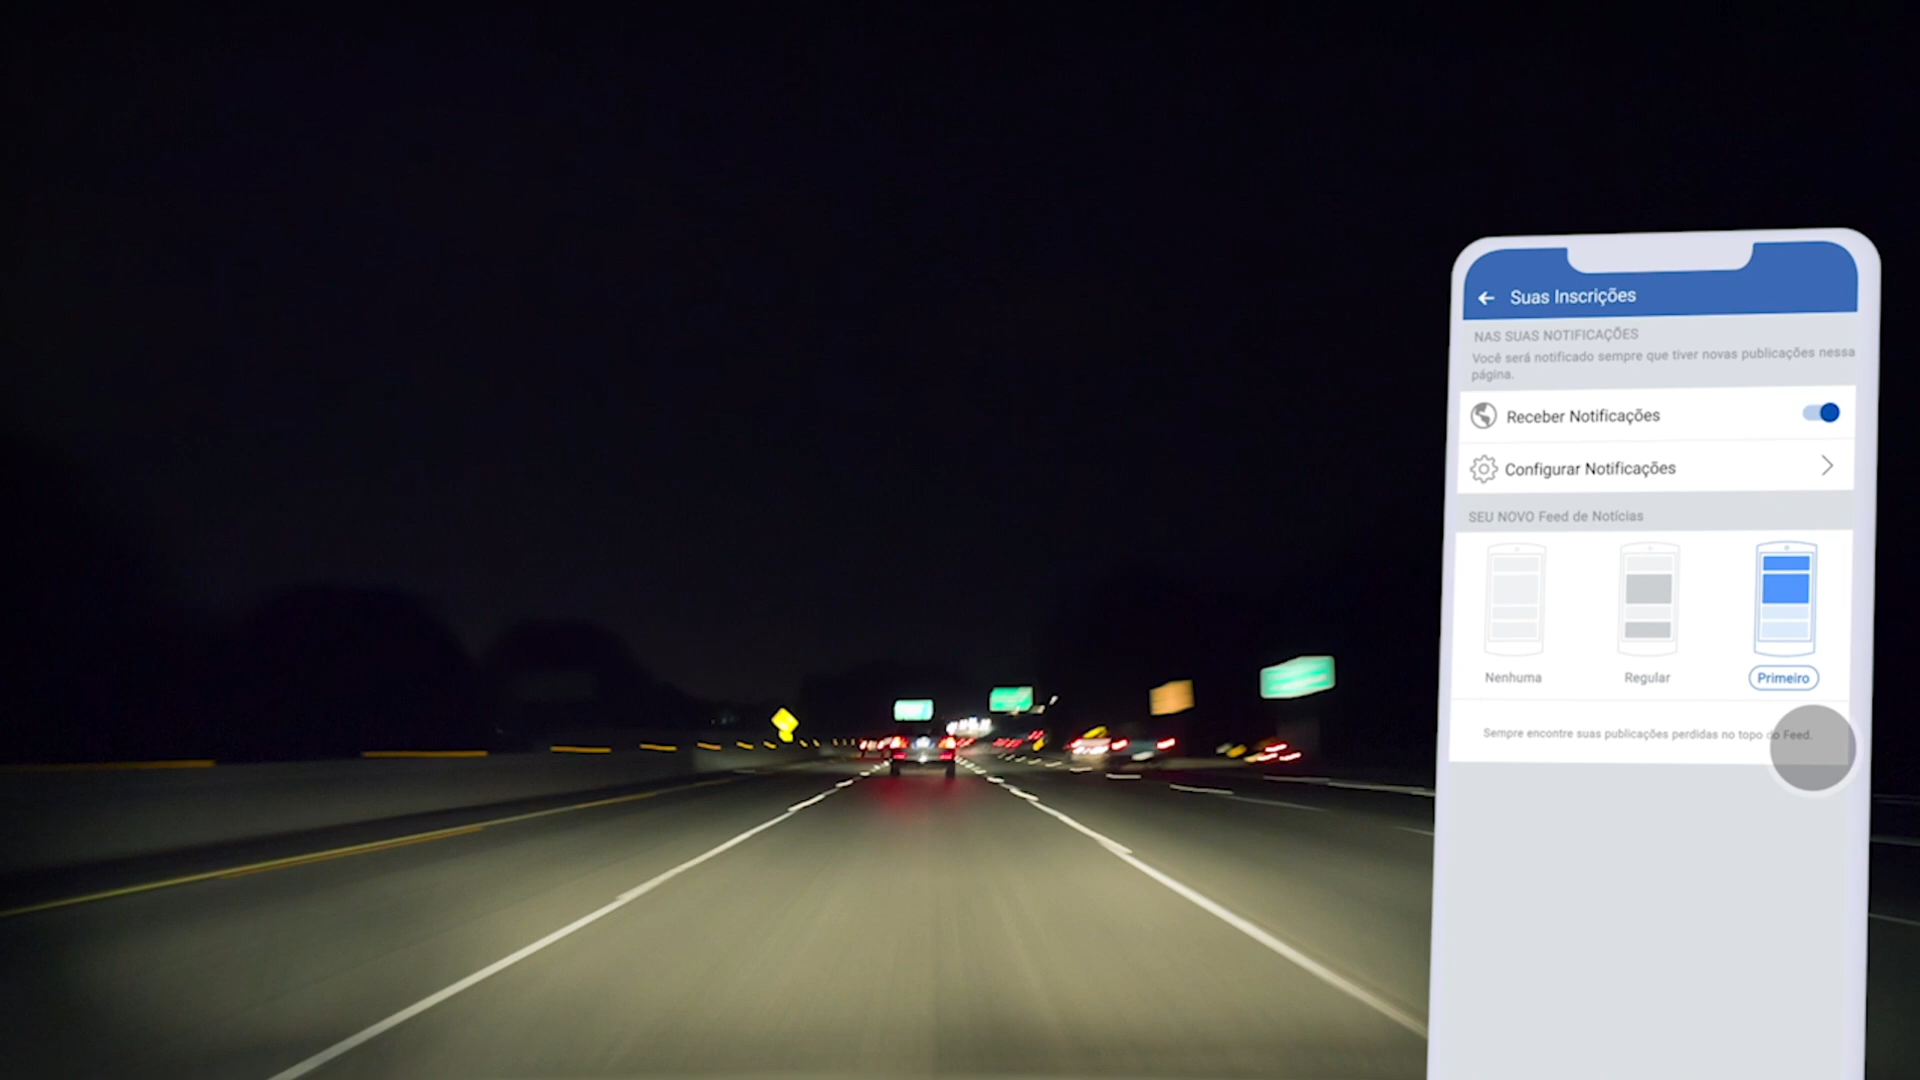 Suas Inscrições
NAS SUAS NOTIFICAÇÕES
Você será notificado sempre que tiver novas publicações nessa
página.
Receber Notificações
Configurar Notificações
SEU NOVO Feed de Notícias
Nenhuma Regular Primeiro
Sempre encontre suas publicações perdidas no topo do Feed.